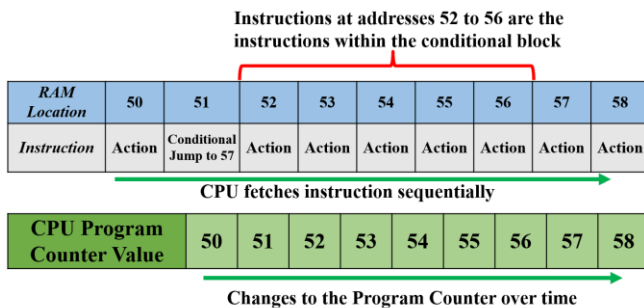 Instructions at addresses 52 to 56 are the
instructions within the conditional block
RAM Location 50 51 52 53 54 55 56 57 58
Instruction Action Conditional Jump to 57 Action Action Action Action Action Action Action
CPU fetches instruction sequentially
CPU Program Counter Value 50 51 52 53 54 55 56 57 58
Changes to the Program Counter over time